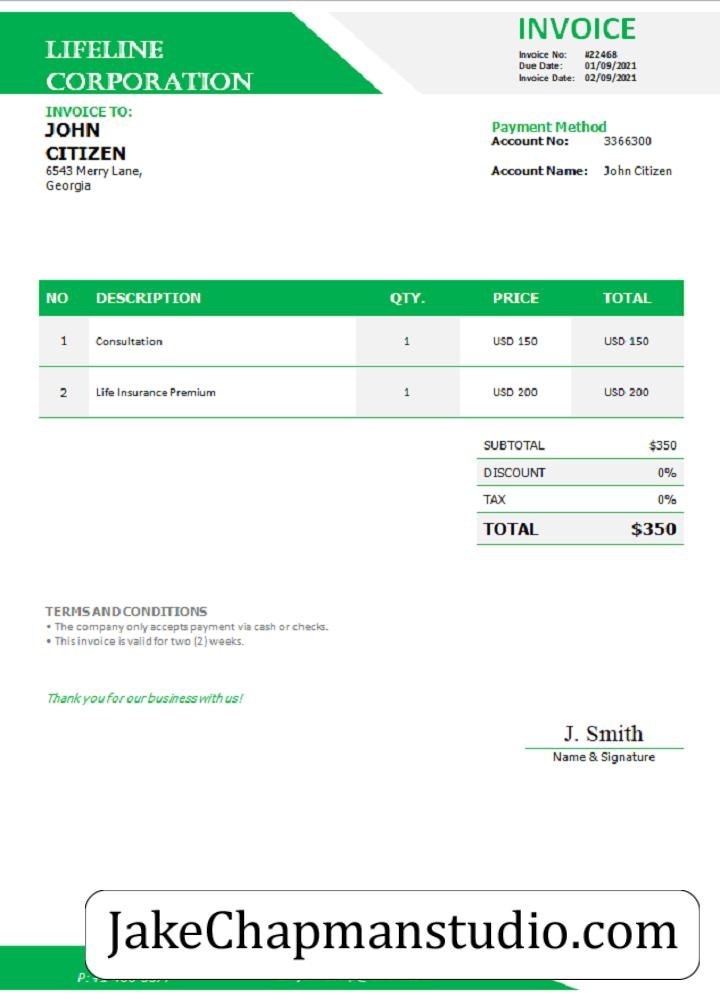 INVOICE
LIFELINE
CORPORATION
Invoice No: #22468
Due Date: 01/09/2021
Invoice Date: 02/09/2021
INVOICE TO:
JOHN
CITIZEN
6543 Merry Lane,
Georgia
Payment Method
Account No: 3366300
Account Name: John Citizen
NO DESCRIPTION QTY. PRICE TOTAL
1 Consultation 1 USD 150 USD 150
2 Life Insurance Premium 1 USD 200 USD 200
SUBTOTAL $350
DISCOUNT 0%
TAX 0%
TOTAL $350
TERMS AND CONDITIONS
• The company only accepts payment via cash or checks.
• This invoice is valid for two (2) weeks.
Thank you for our business with us!
J. Smith
Name & Signature
JakeChapmanstudio.com